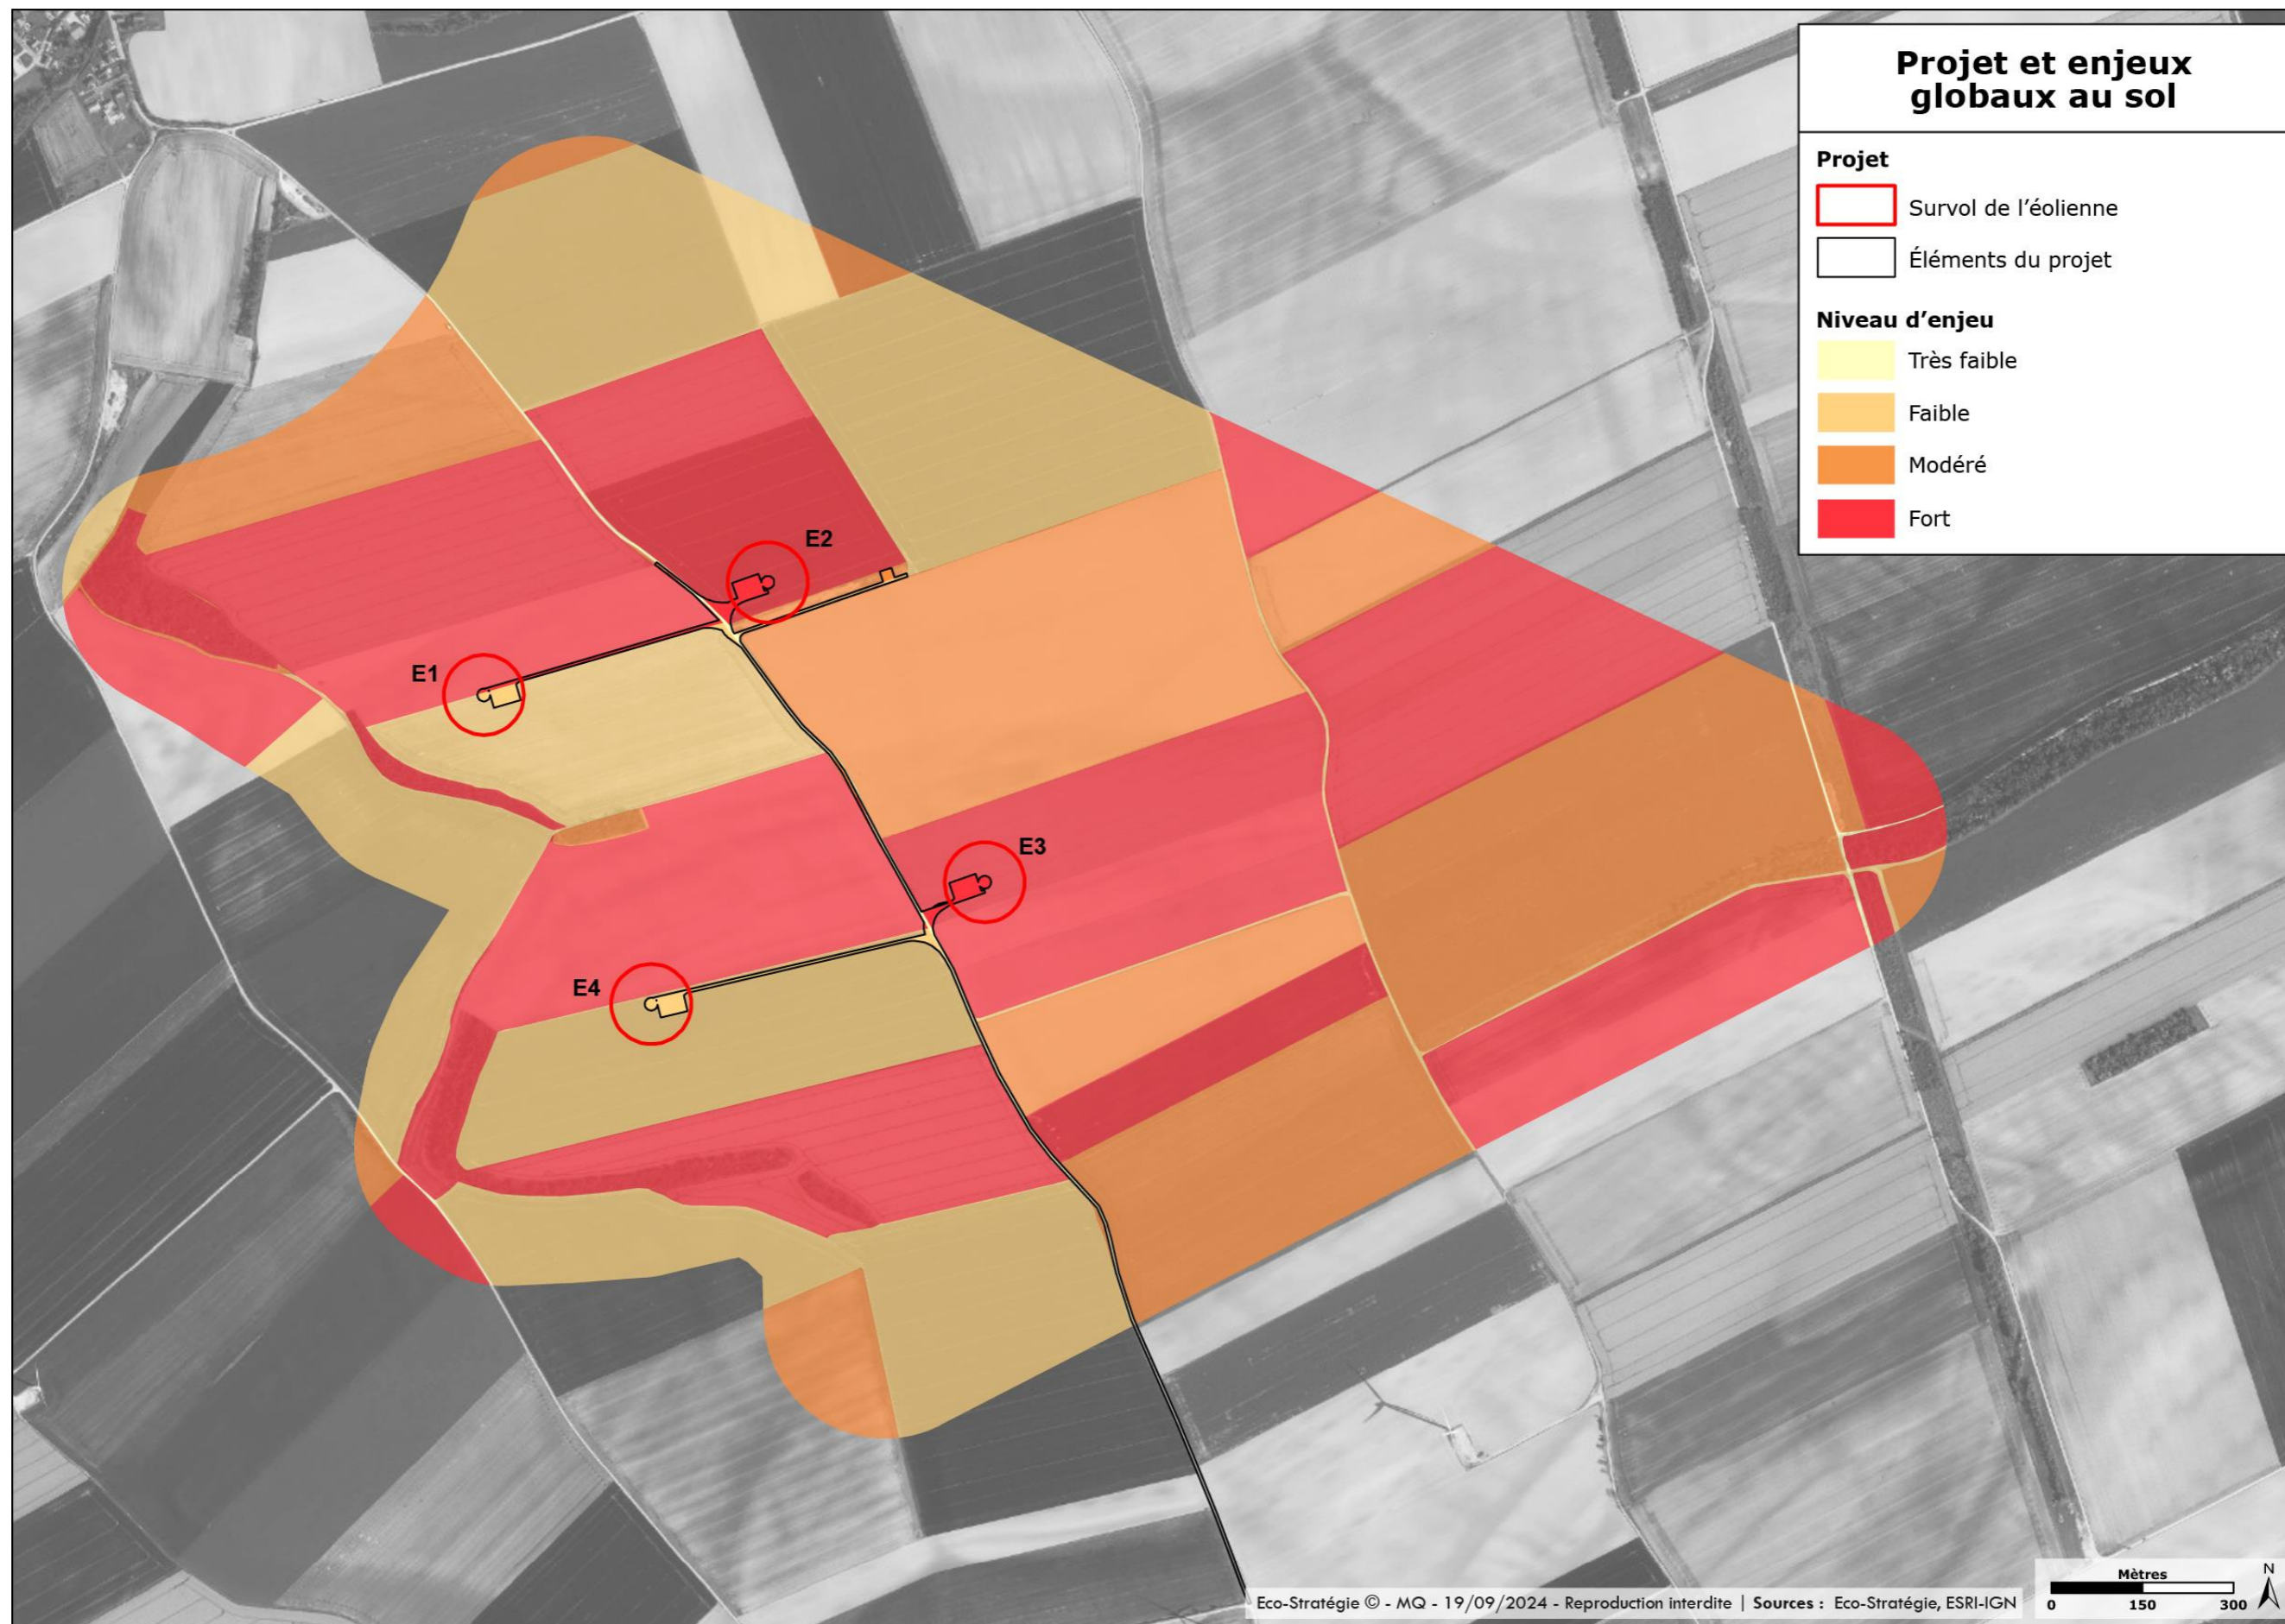 Projet et enjeux
globaux au sol
Projet
Survol de l'éolienne
Éléments du projet
Niveau d'enjeu
Très faible
Faible
Modéré
Fort
E2
E1
E3
E4
Mètres
N
0 150 300
Eco-Stratégie © - MQ - 19/09/2024 - Reproduction interdite | Sources : Eco-Stratégie, ESRI-IGN